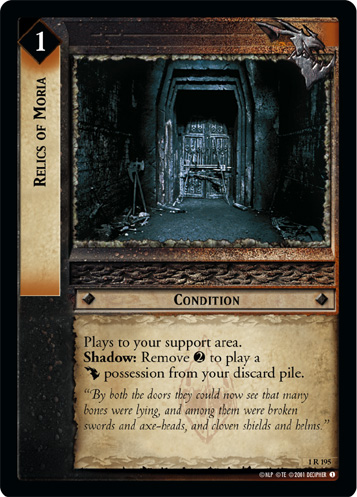 1
RELICS OF MORIA
CONDITION
Plays to your support area.
Shadow: Remove 2 to play a
possession from your discard pile.
“By both the doors they could now see that many
bones were lying, and among them were broken
swords and axe-heads, and cloven shields and helms.”
1 R 195
©NLP ™TE ©2001 DECIPHER 1